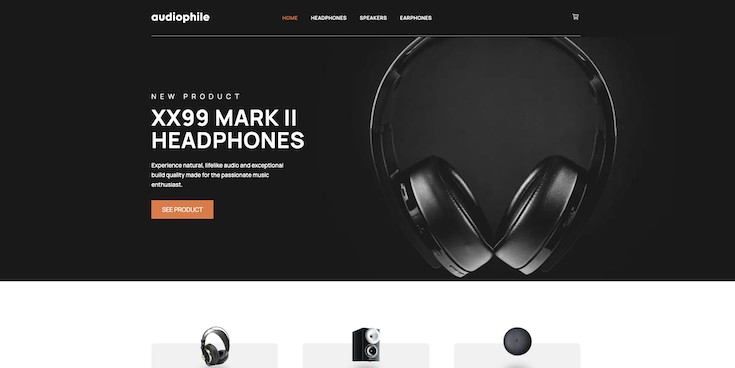 audiophile
HOME HEADPHONES SPEAKERS EARPHONES
NEW PRODUCT
XX99 MARK II
HEADPHONES
Experience natural, lifelike audio and exceptional
build quality made for the passionate music
enthusiast.
SEE PRODUCT